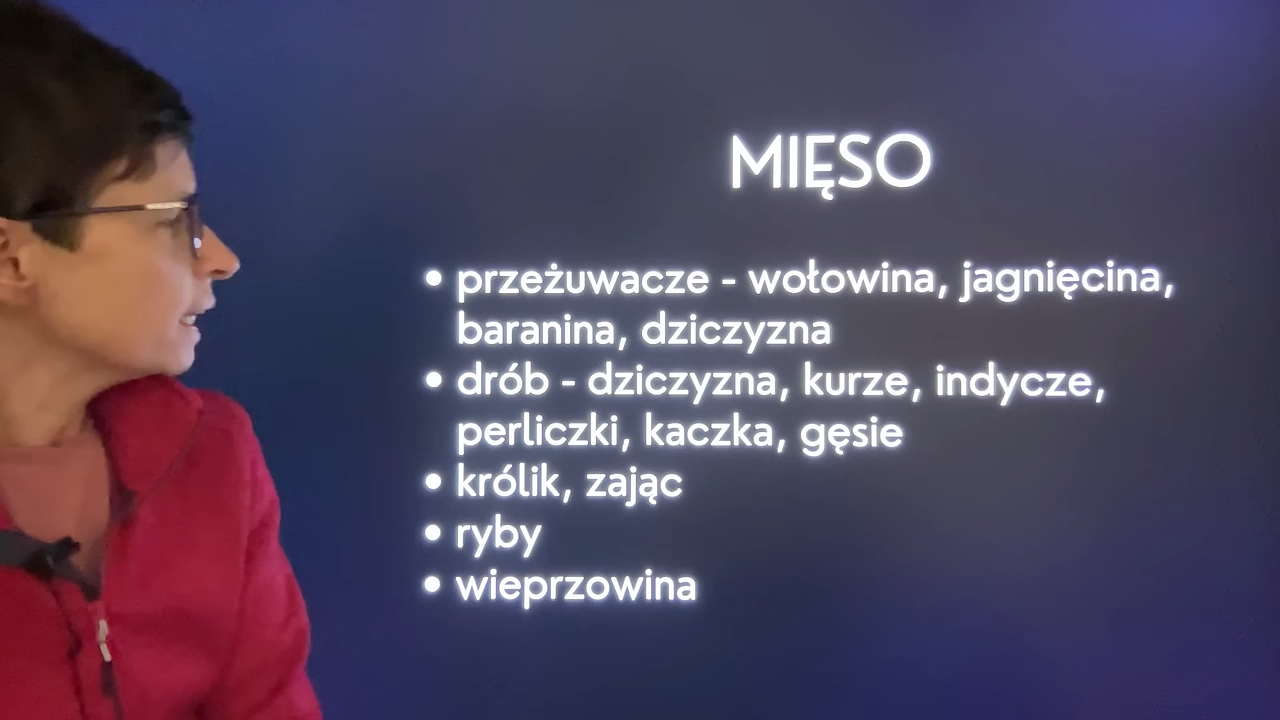 MIĘSO
• przeżuwacze - wołowina, jagnięcina,
baranina, dziczyzna
• drób - dziczyzna, kurze, indycze,
perliczki, kaczka, gęsie
• królik, zając
• ryby
• wieprzowina